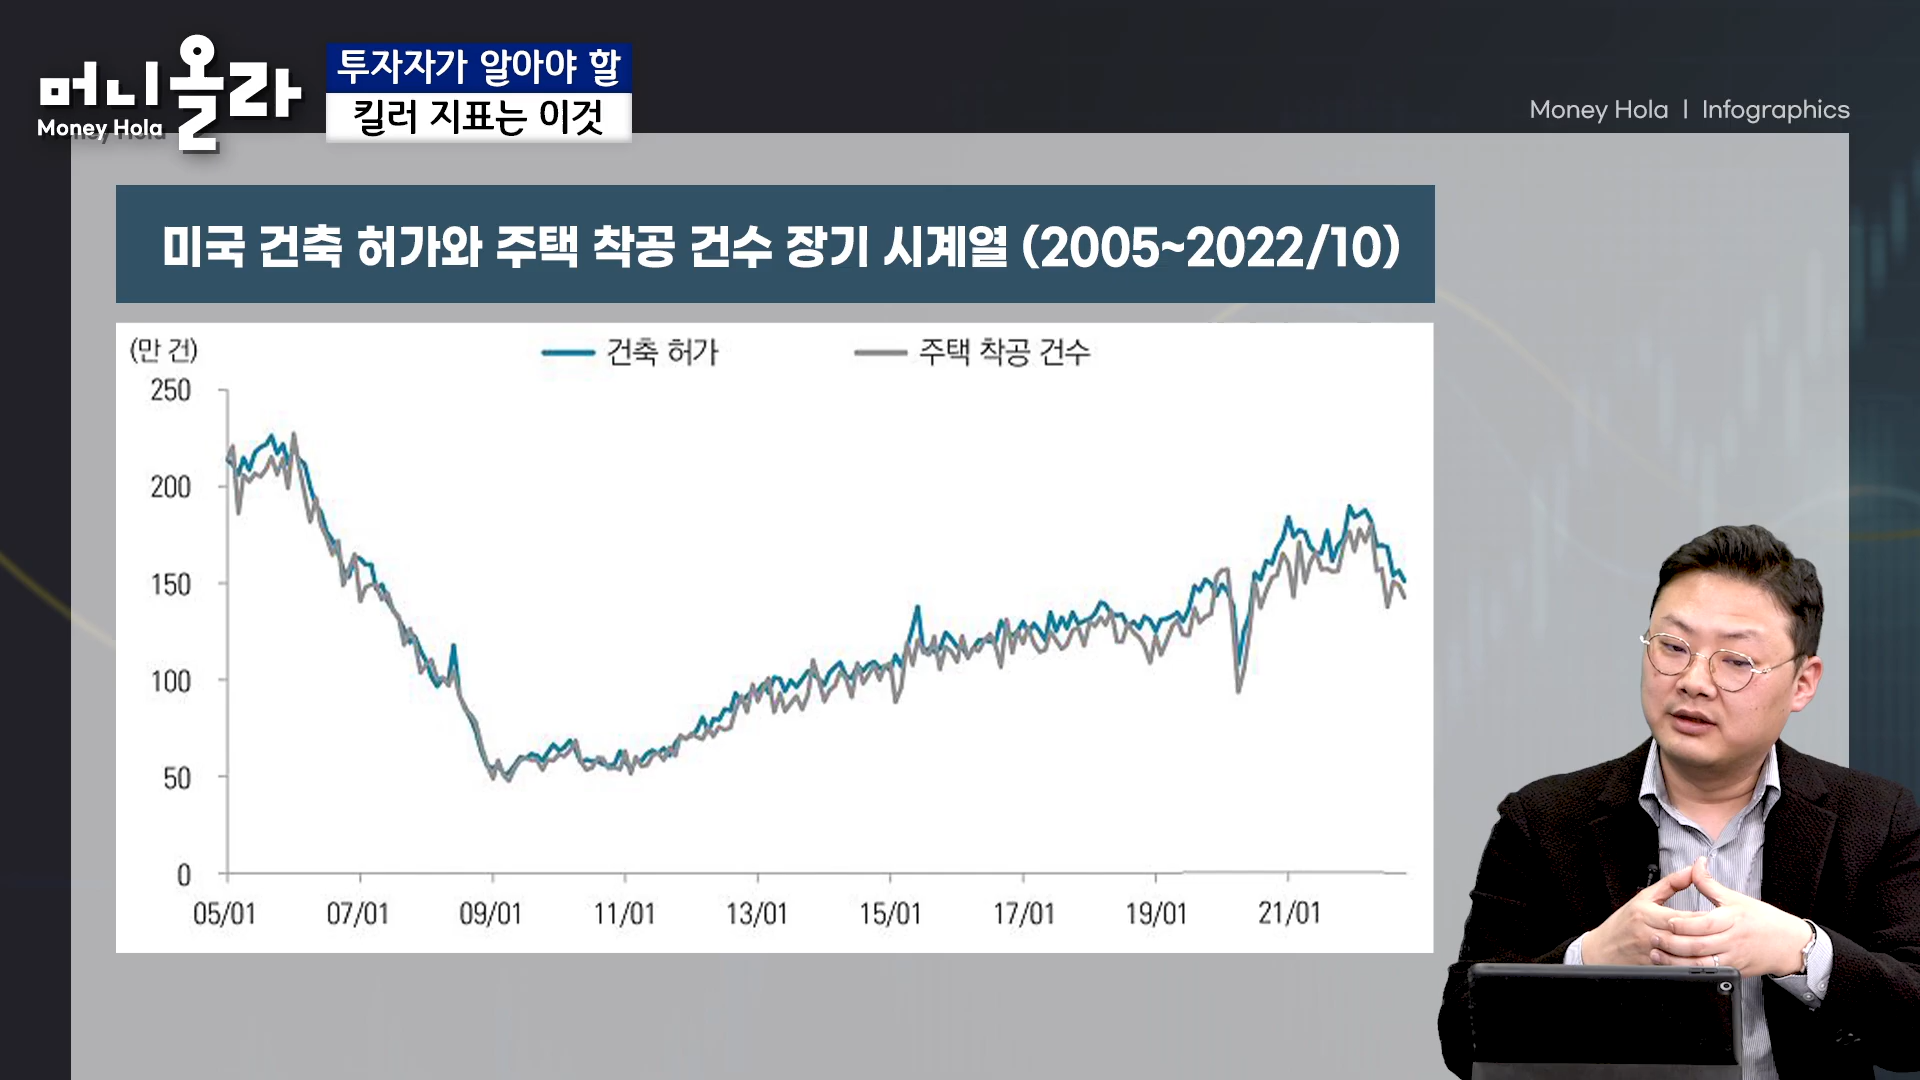 머니올라
Money Hola
투자자가 알아야 할
킬러 지표는 이것
Money Hola | Infographics
미국 건축 허가와 주택 착공 건수 장기 시계열 (2005~2022/10)
(만 건)
건축 허가
주택 착공 건수
250
200
150
100
50
0
05/01
07/01
09/01
11/01
13/01
15/01
17/01
19/01
21/01